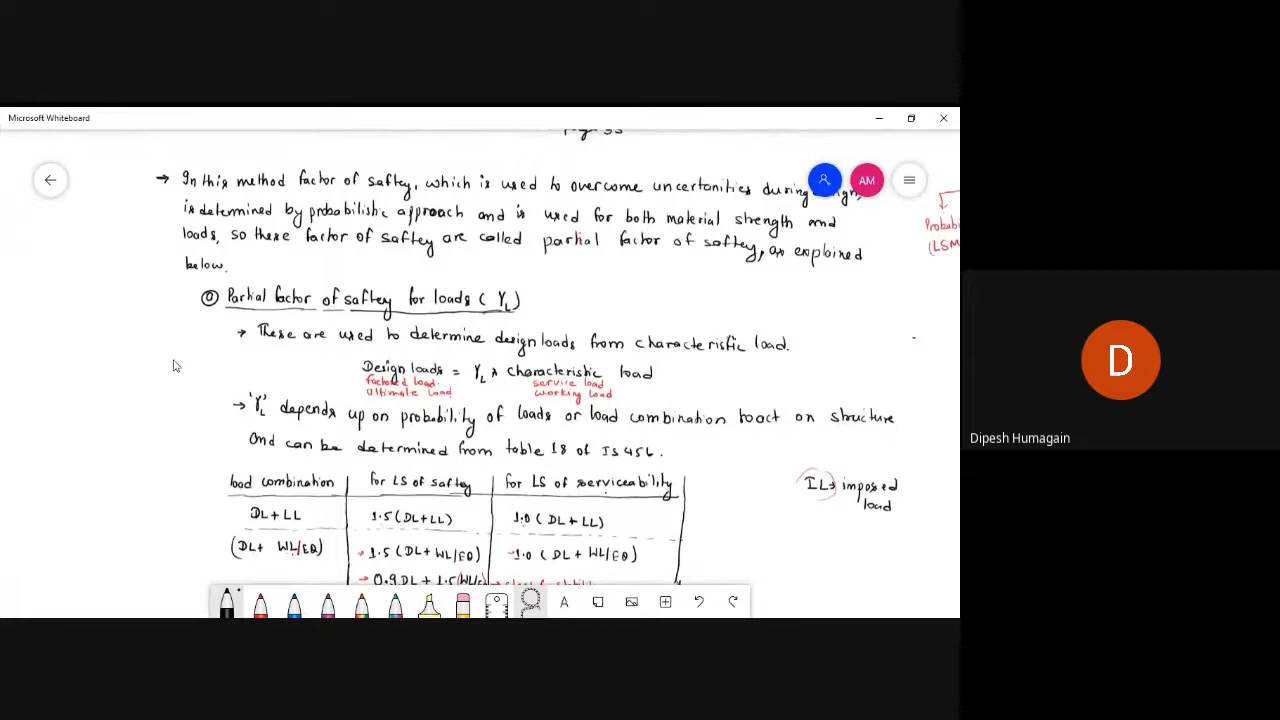 Microsoft Whiteboard
→ In this method factor of saftey, which is used to overcome uncertonities during
is determined by probabilistic approach and is used for both material strength and
loads, so these factor of saftey are called partial factor of saftey, as explained
below.
AM
Probabi
(LSM
Partial factor of saftey for loads ( γL)
→ These are used to determine design loads from characteristic load.
Design loads = γL * characteristic load
factored load. service load
ultimate load working load
→ 'γL' depends up on probability of loads or load combination to act on structure
and can be determined from table 18 of IS 456.
load combination for LS of saftey for LS of serviceability
DL + LL 1.5 (DL+LL) 1.0 ( DL + LL)
(DL + WL/EQ) → 1.5 (DL + WL/EQ) → 1.0 ( DL + WL/EQ)
→ 0.9 DL + 1.5
IL → imposed
load
A
D
Dipesh Humagain